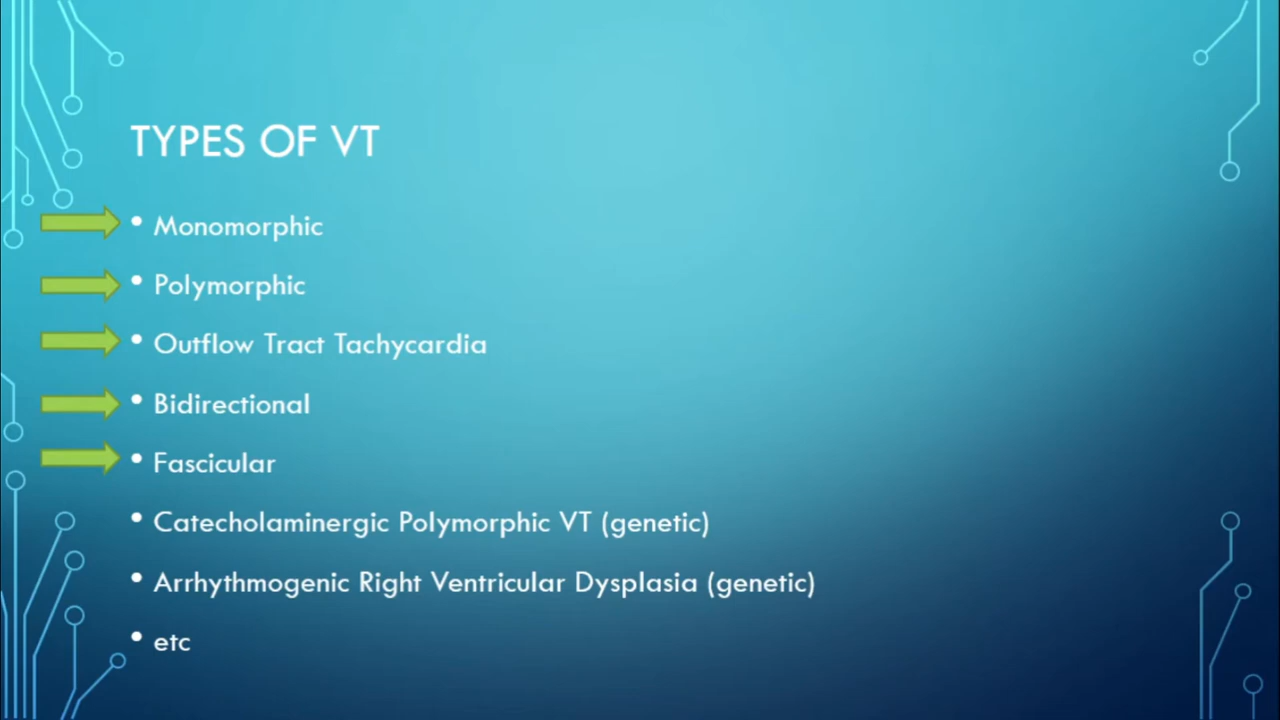 TYPES OF VT
• Monomorphic
• Polymorphic
• Outflow Tract Tachycardia
• Bidirectional
• Fascicular
• Catecholaminergic Polymorphic VT (genetic)
• Arrhythmogenic Right Ventricular Dysplasia (genetic)
• etc